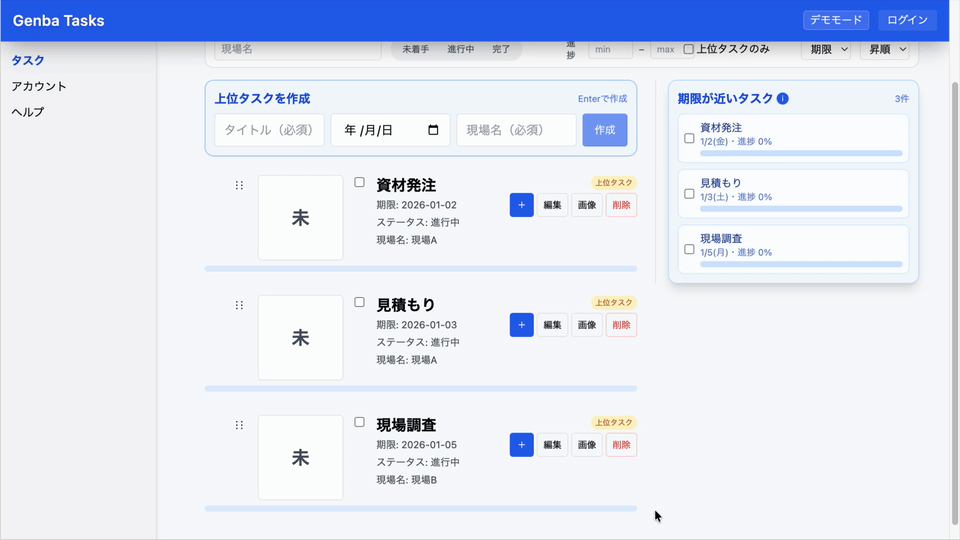 Genba Tasks
デモモード
ログイン
タスク
アカウント
ヘルプ
現場名
未着手
進行中
完了
進捗
min
–
max
上位タスクのみ
期限
昇順
上位タスクを作成
Enterで作成
タイトル（必須）
年 /月/日
現場名（必須）
作成
未
資材発注
期限: 2026-01-02
ステータス: 進行中
現場名: 現場A
上位タスク
+
編集
画像
削除
未
見積もり
期限: 2026-01-03
ステータス: 進行中
現場名: 現場A
上位タスク
+
編集
画像
削除
未
現場調査
期限: 2026-01-05
ステータス: 進行中
現場名: 現場B
上位タスク
+
編集
画像
削除
期限が近いタスク i
3件
資材発注
1/2(金)・進捗 0%
見積もり
1/3(土)・進捗 0%
現場調査
1/5(月)・進捗 0%